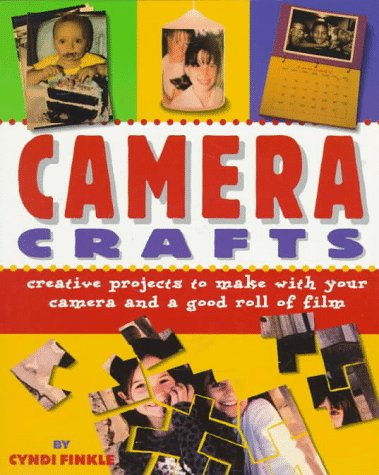 CAMERA
CRAFTS
creative projects to make with your
camera and a good roll of film
BY
CYNDI FINKLE